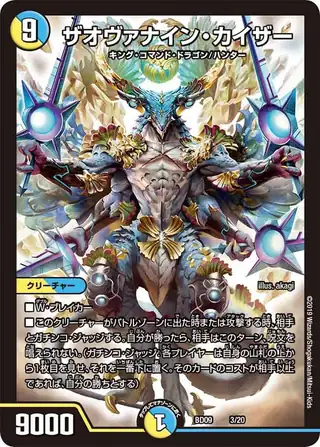 9
ザオヴァナイン・カイザー
キング・コマンド・ドラゴン/ハンター
illus. akagi
クリーチャー
W・ブレイカー
このクリーチャーがバトルゾーンに出た時または攻撃する時、相手
とガチンコ・ジャッジする。自分が勝ったら、相手はこのターン、呪文を
唱えられない。(ガチンコ・ジャッジ:各プレイヤーは自身の山札の上か
ら1枚目を見せ、それを一番下に置く。そのカードのコストが相手以上
であれば、自分の勝ちとする)
©2019 Wizards/Shogakukan/Mitsui-Kids
9000
1
BD09
3/20